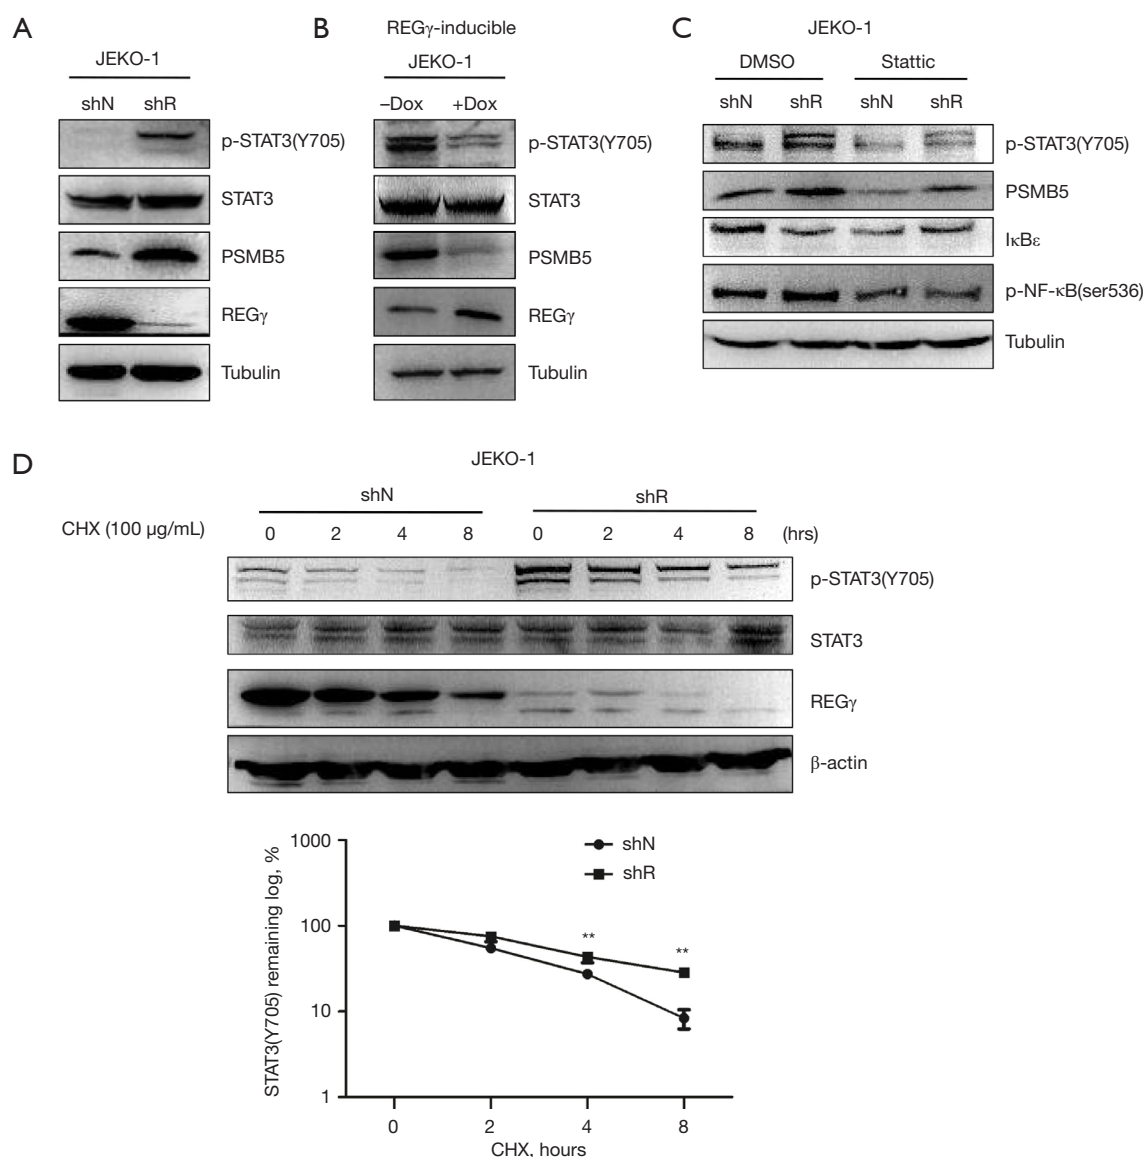 A
JEKO-1
shN shR
p-STAT3(Y705)
STAT3
PSMB5
REGγ
Tubulin
B
REGγ-inducible
JEKO-1
–Dox +Dox
p-STAT3(Y705)
STAT3
PSMB5
REGγ
Tubulin
C
JEKO-1
DMSO Stattic
shN shR shN shR
p-STAT3(Y705)
PSMB5
IκBε
p-NF-κB(ser536)
Tubulin
D
JEKO-1
shN shR
CHX (100 µg/mL) 0 2 4 8 0 2 4 8 (hrs)
p-STAT3(Y705)
STAT3
REGγ
β-actin
STAT3(Y705) remaining log, %
1000
100
10
1
shN
shR
** **
0 2 4 8
CHX, hours